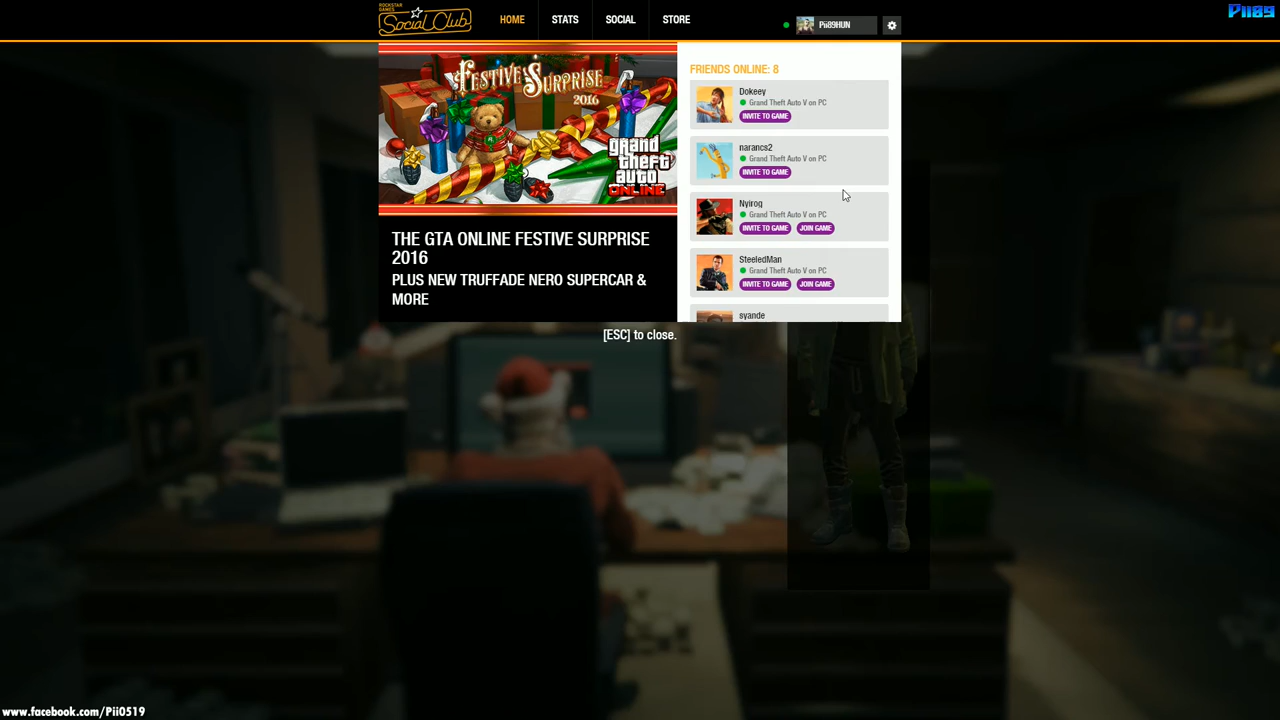 ROCKSTAR
GAMES
Social Club
HOME
STATS
SOCIAL
STORE
Pii89HUN
Pii89
FESTIVE SURPRISE
2016
grand
theft
auto
ONLINE
THE GTA ONLINE FESTIVE SURPRISE
2016
PLUS NEW TRUFFADE NERO SUPERCAR &
MORE
FRIENDS ONLINE: 8
Dokeey
Grand Theft Auto V on PC
INVITE TO GAME
narancs2
Grand Theft Auto V on PC
INVITE TO GAME
Nyirog
Grand Theft Auto V on PC
INVITE TO GAME JOIN GAME
SteeledMan
Grand Theft Auto V on PC
INVITE TO GAME JOIN GAME
syande
[ESC] to close.
www.facebook.com/Pii0519